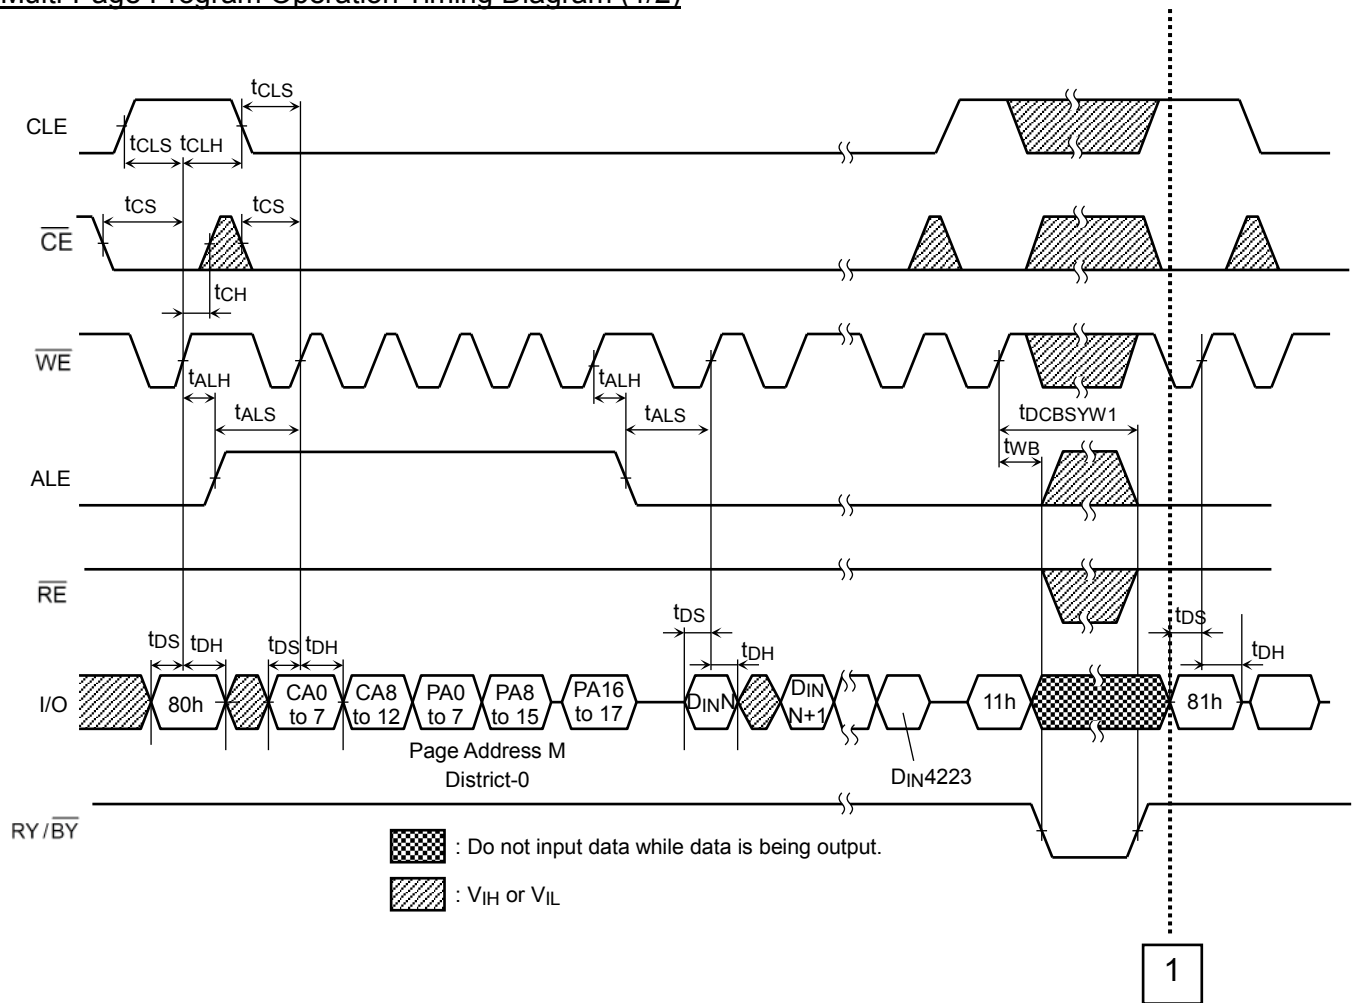 Multi-Page Program Operation Timing Diagram (1/2)
tCLS
CLE
tCLS tCLH
tCS tCS
CE
tCH
WE
tALH tALH
tALS tALS tDCBSYW1
tWB
ALE
RE
tDS tDH tDS tDH tDS tDH tDS tDH
I/O
80h
CA0 to 7
CA8 to 12
PA0 to 7
PA8 to 15
PA16 to 17
DINN
DIN N+1
11h
81h
Page Address M
District-0
DIN4223
RY/BY
: Do not input data while data is being output.
: VIH or VIL
1